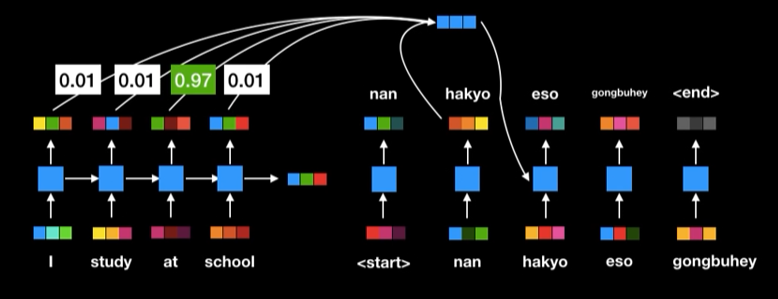 0.01 0.01 0.97 0.01
nan hakyo eso gongbuhey <end>
I study at school <start> nan hakyo eso gongbuhey